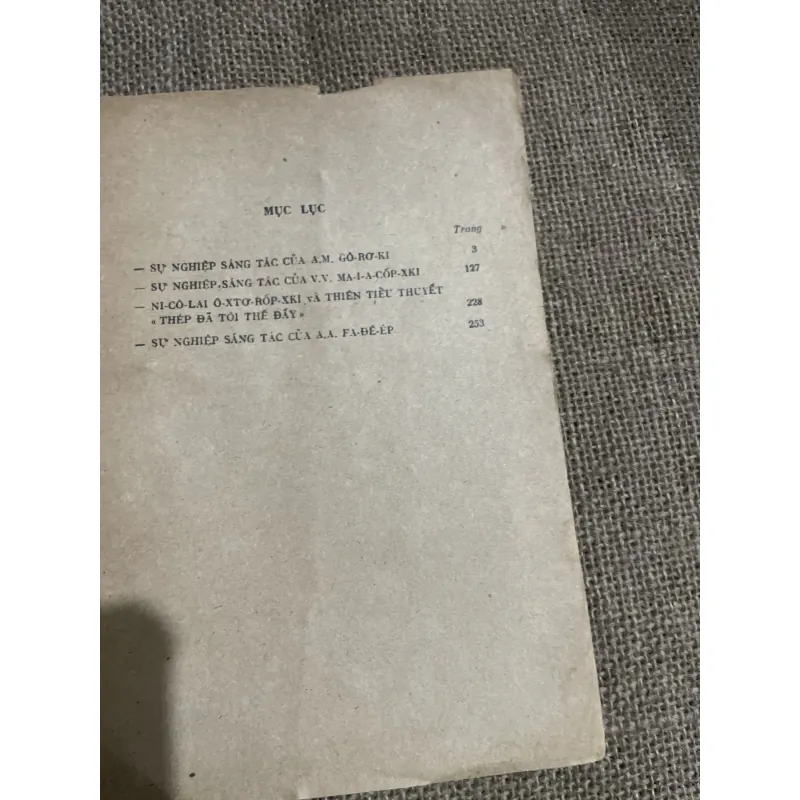 MỤC LỤC
Trang
— SỰ NGHIỆP SÁNG TÁC CỦA A.M. GÔ-RƠ-KI 3
— SỰ NGHIỆP SÁNG TÁC CỦA V.V. MA-I-A-CỐP-XKI 127
— NI-CÔ-LAI Ô-XTƠ-RỐP-XKI VÀ THIÊN TIỂU THUYẾT
« THÉP ĐÃ TÔI THẾ ĐẤY» 228
— SỰ NGHIỆP SÁNG TÁC CỦA A.A. FA-ĐÊ-ÉP 253